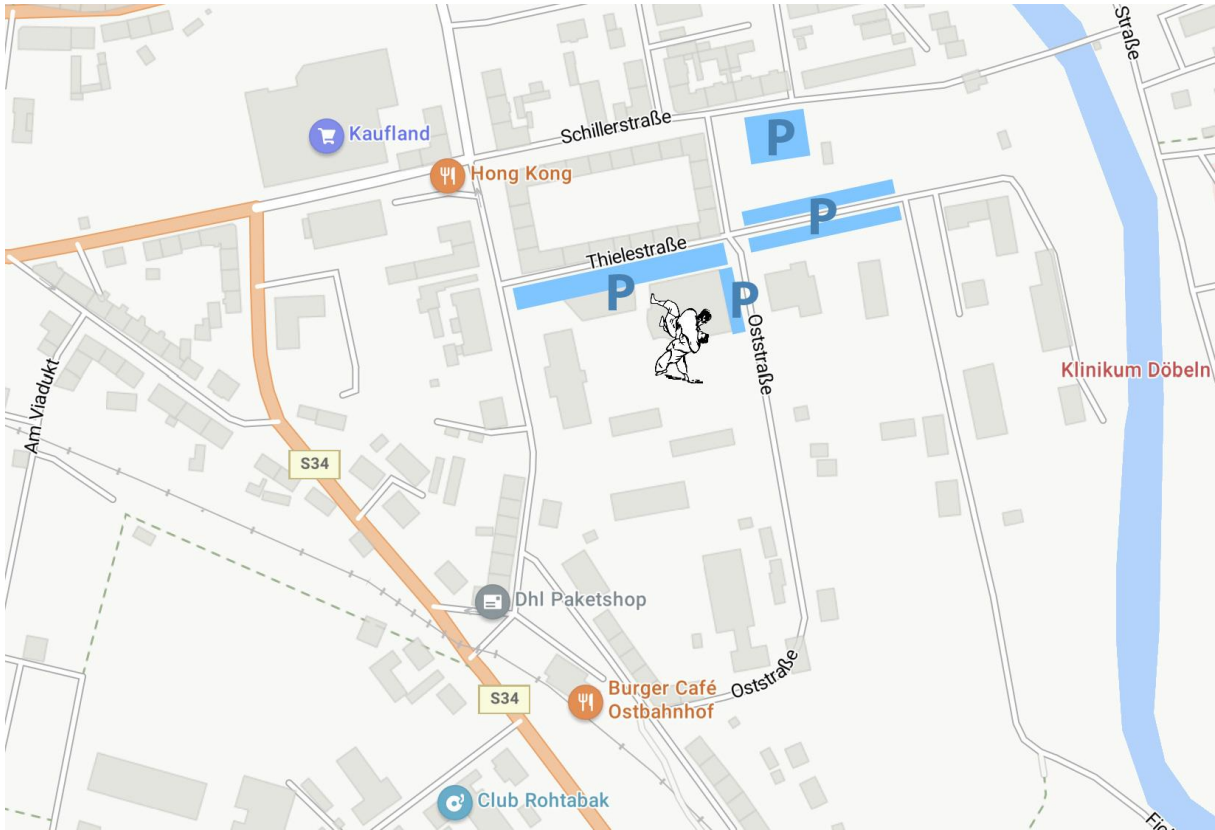 Straße
Schillerstraße
P
Kaufland
Hong Kong
P
Thielestraße
P
P
Oststraße
Klinikum Döbeln
Am Viadukt
S34
Dhl Paketshop
Oststraße
S34
Burger Café
Ostbahnhof
Club Rohtabak